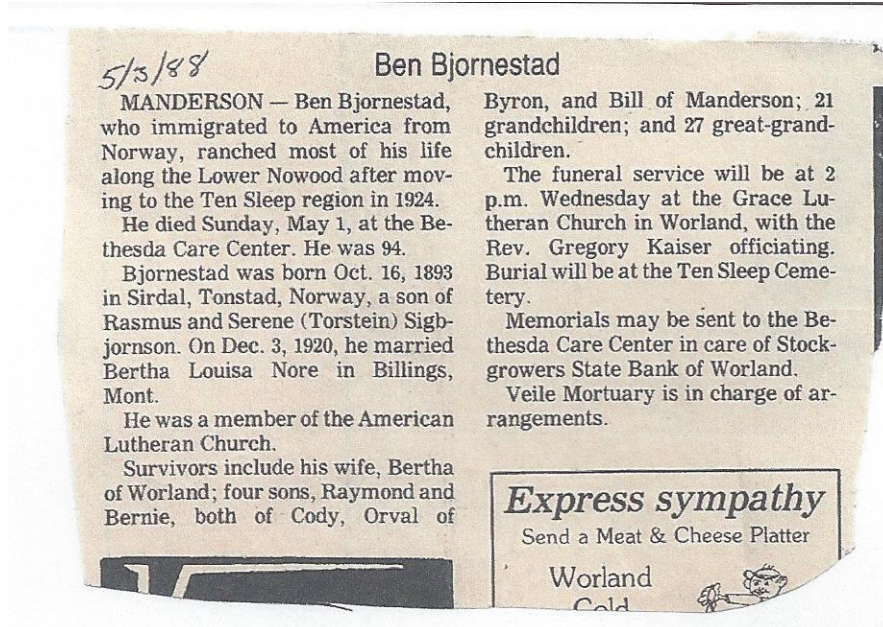 5/3/88
Ben Bjornestad
MANDERSON — Ben Bjornestad,
who immigrated to America from
Norway, ranched most of his life
along the Lower Nowood after mov-
ing to the Ten Sleep region in 1924.
He died Sunday, May 1, at the Be-
thesda Care Center. He was 94.
Bjornestad was born Oct. 16, 1893
in Sirdal, Tonstad, Norway, a son of
Rasmus and Serene (Torstein) Sigb-
jornson. On Dec. 3, 1920, he married
Bertha Louisa Nore in Billings,
Mont.
He was a member of the American
Lutheran Church.
Survivors include his wife, Bertha
of Worland; four sons, Raymond and
Bernie, both of Cody, Orval of
Byron, and Bill of Manderson; 21
grandchildren; and 27 great-grand-
children.
The funeral service will be at 2
p.m. Wednesday at the Grace Lu-
theran Church in Worland, with the
Rev. Gregory Kaiser officiating.
Burial will be at the Ten Sleep Ceme-
tery.
Memorials may be sent to the Be-
thesda Care Center in care of Stock-
growers State Bank of Worland.
Veile Mortuary is in charge of ar-
rangements.
Express sympathy
Send a Meat & Cheese Platter
Worland
Cold